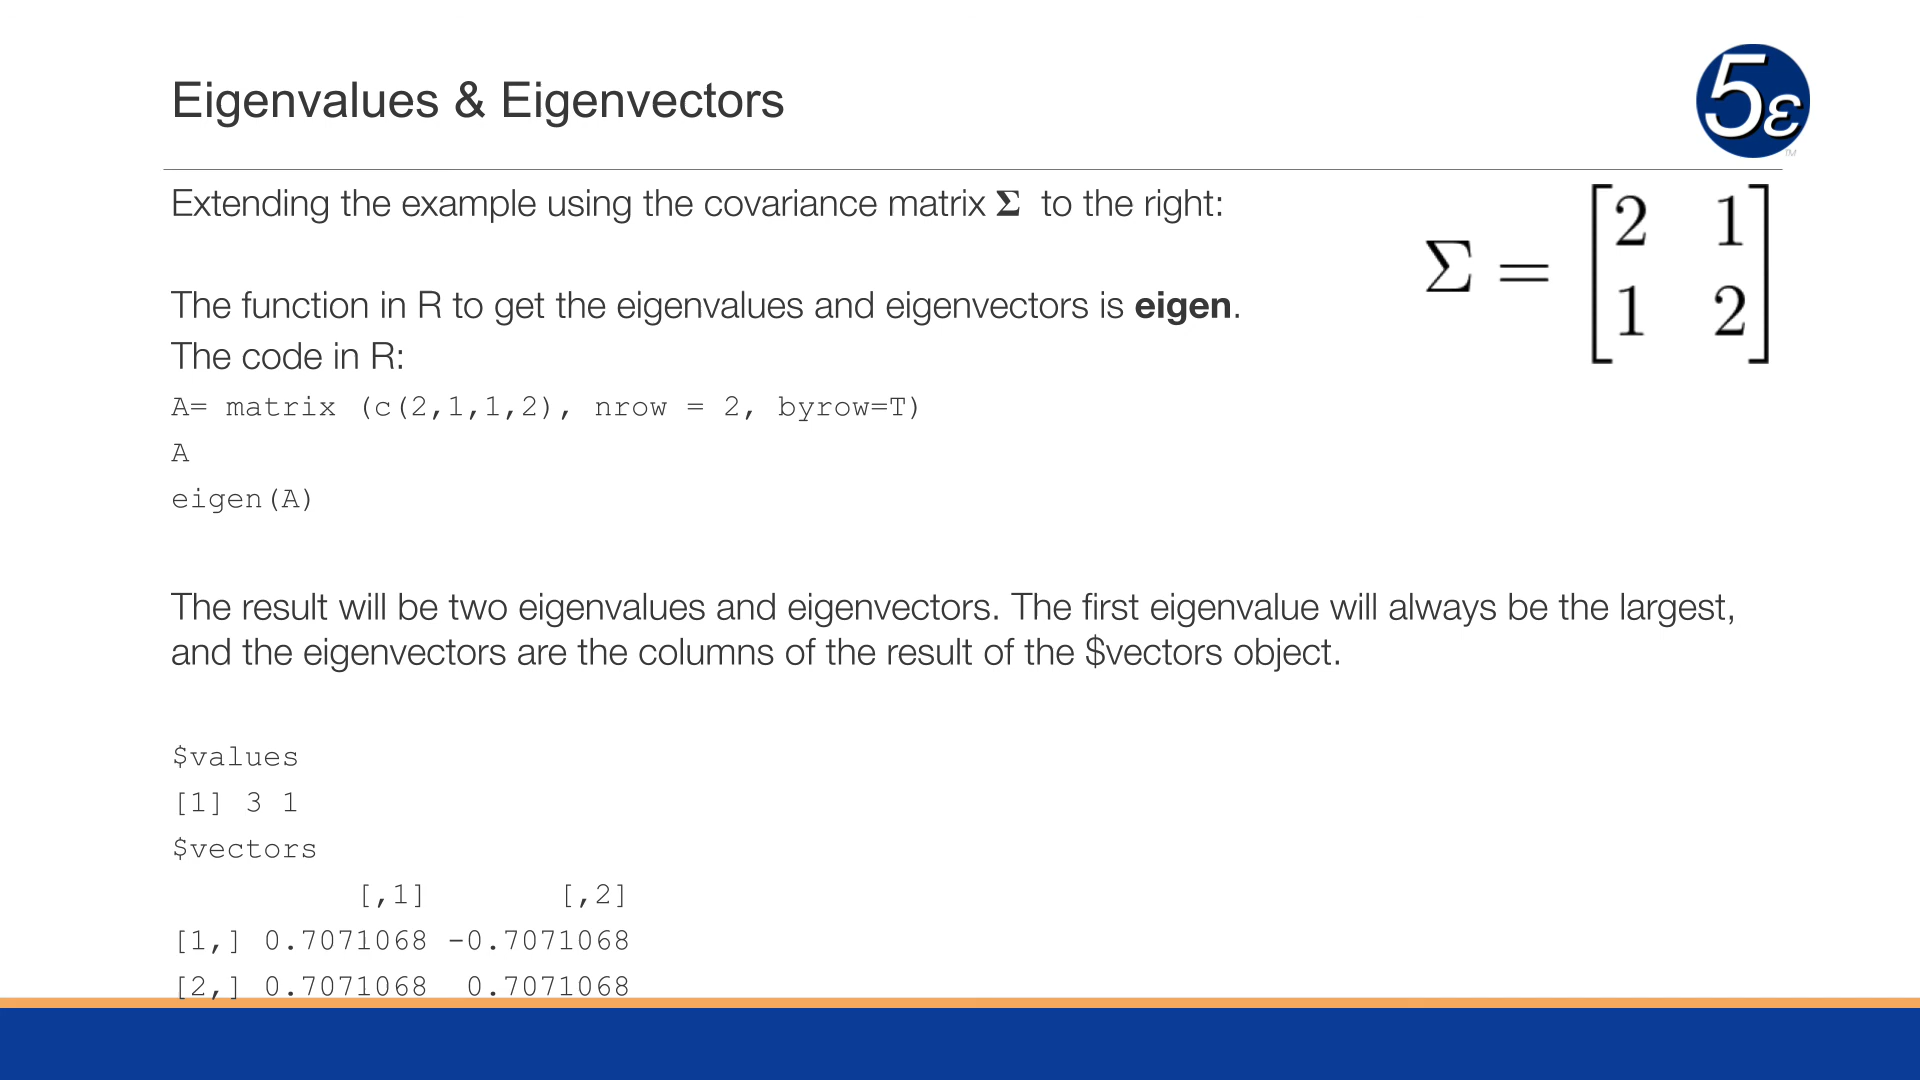 Eigenvalues & Eigenvectors
5ε
TM
Extending the example using the covariance matrix Σ to the right:
Σ = [2 1
1 2]
The function in R to get the eigenvalues and eigenvectors is eigen.
The code in R:
A= matrix (c(2,1,1,2), nrow = 2, byrow=T)
A
eigen(A)
The result will be two eigenvalues and eigenvectors. The first eigenvalue will always be the largest,
and the eigenvectors are the columns of the result of the $vectors object.
$values
[1] 3 1
$vectors
[,1] [,2]
[1,] 0.7071068 -0.7071068
[2,] 0.7071068 0.7071068